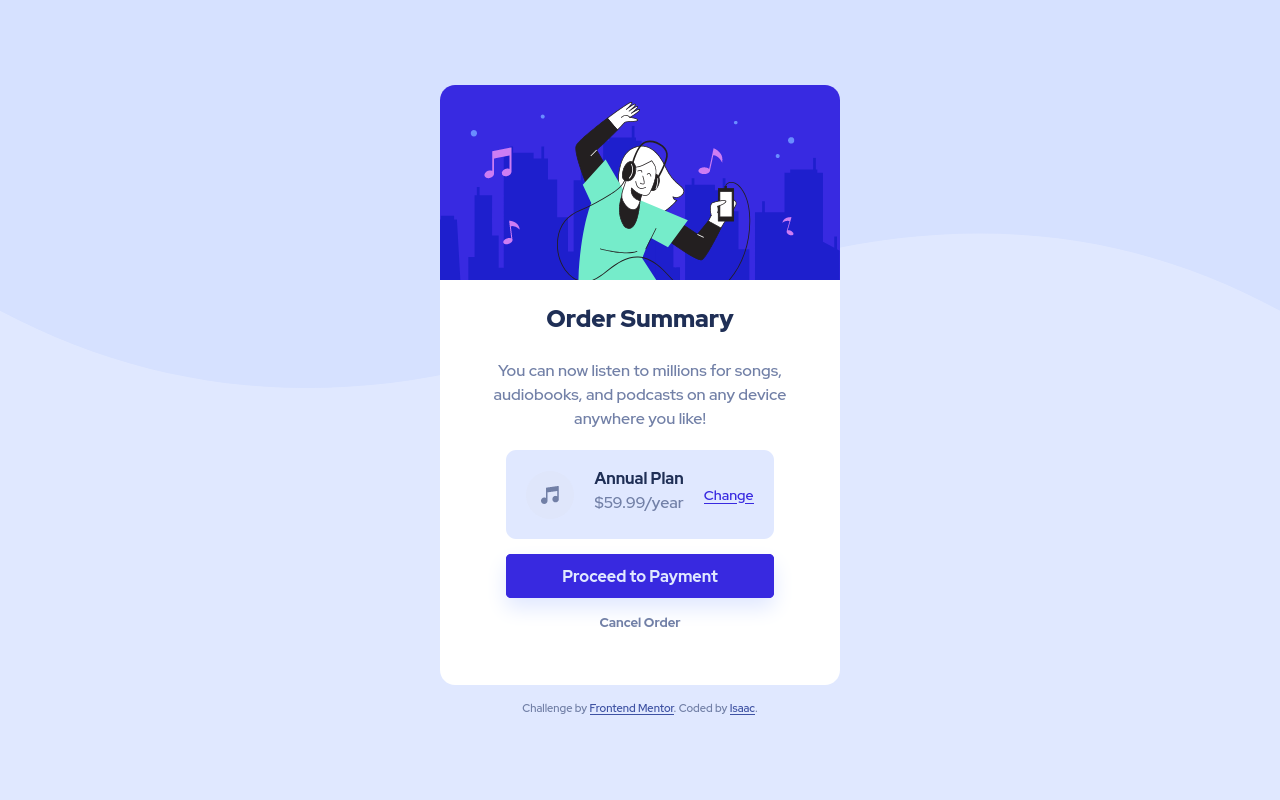 Order Summary
You can now listen to millions for songs,
audiobooks, and podcasts on any device
anywhere you like!
Annual Plan
$59.99/year
Change
Proceed to Payment
Cancel Order
Challenge by Frontend Mentor. Coded by Isaac.